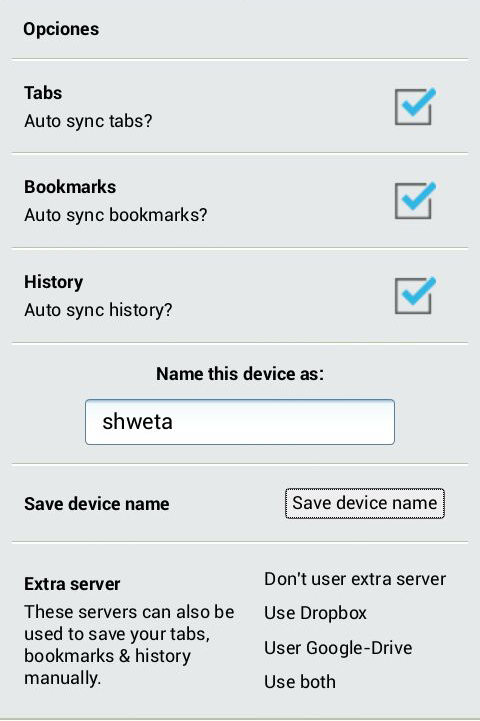 Opciones
Tabs
Auto sync tabs?
Bookmarks
Auto sync bookmarks?
History
Auto sync history?
Name this device as:
shweta
Save device name
Save device name
Extra server
These servers can also be
used to save your tabs,
bookmarks & history
manually.
Don't user extra server
Use Dropbox
User Google-Drive
Use both